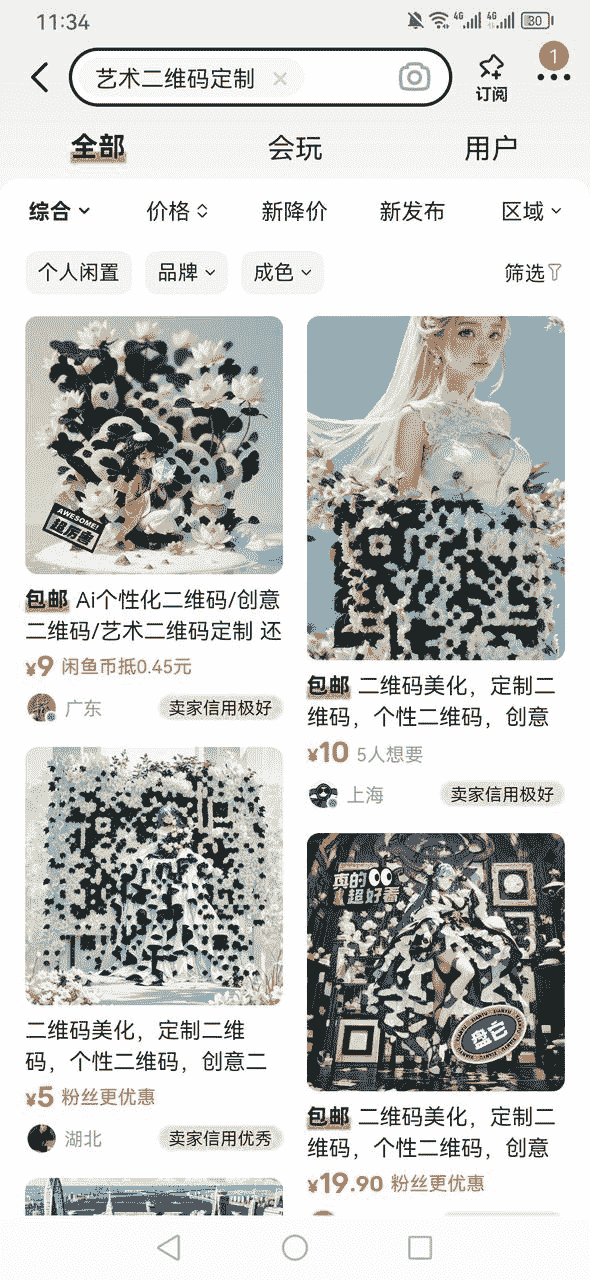 11:34
4G
4G
30
艺术二维码定制
订阅
1
全部
会玩
用户
综合
价格
新降价
新发布
区域
个人闲置
品牌
成色
筛选
AWESOME!
超厉害
包邮 Ai个性化二维码/创意
二维码/艺术二维码定制 还
¥9 闲鱼币抵0.45元
广东
卖家信用极好
包邮 二维码美化，定制二
维码，个性二维码，创意
¥10 5人想要
上海
卖家信用极好
二维码美化，定制二维
码，个性二维码，创意二
¥5 粉丝更优惠
湖北
卖家信用优秀
真的
超好看
盘它
包邮 二维码美化，定制二
维码，个性二维码，创意
¥19.90 粉丝更优惠